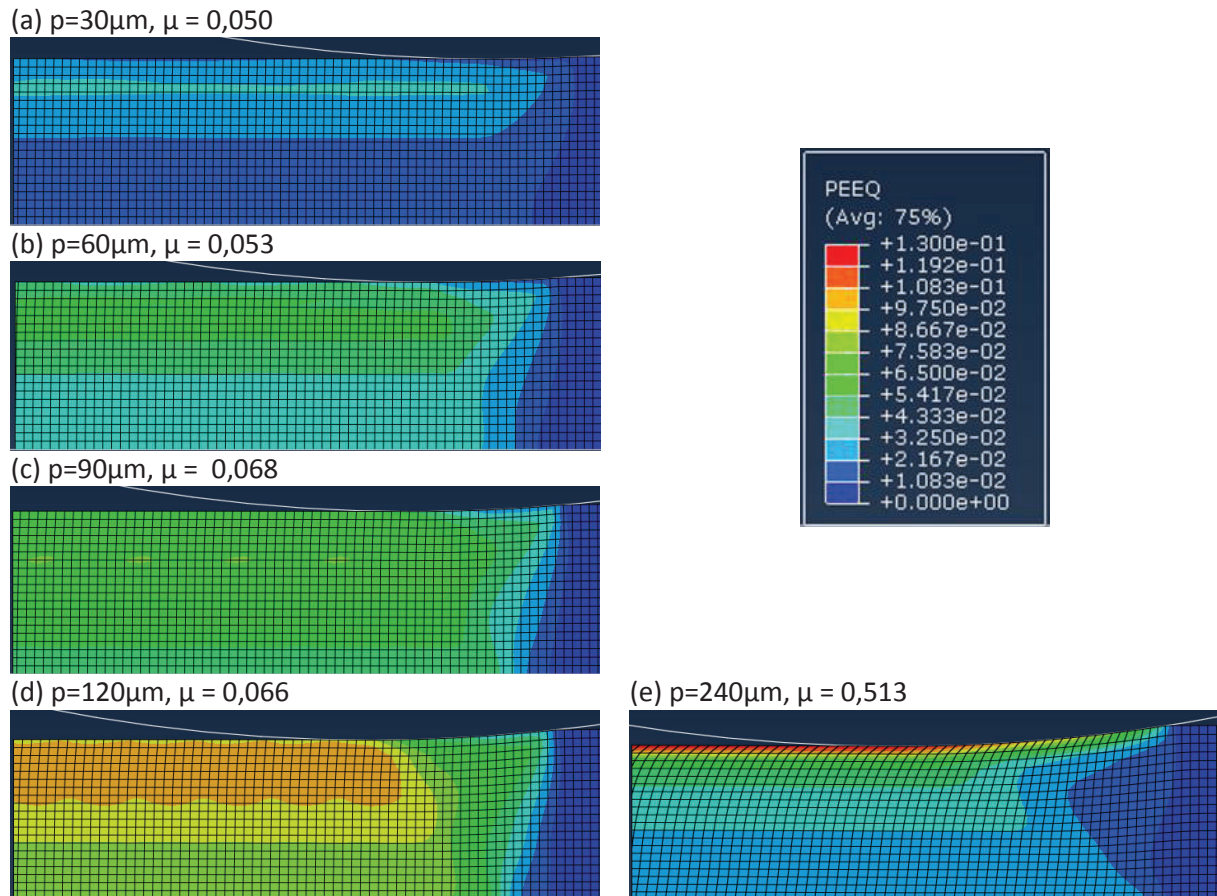 (a) p=30µm, µ = 0,050
(b) p=60µm, µ = 0,053
(c) p=90µm, µ =  0,068
(d) p=120µm, µ = 0,066
(e) p=240µm, µ = 0,513
PEEQ
(Avg: 75%)
+1.300e-01
+1.192e-01
+1.083e-01
+9.750e-02
+8.667e-02
+7.583e-02
+6.500e-02
+5.417e-02
+4.333e-02
+3.250e-02
+2.167e-02
+1.083e-02
+0.000e+00